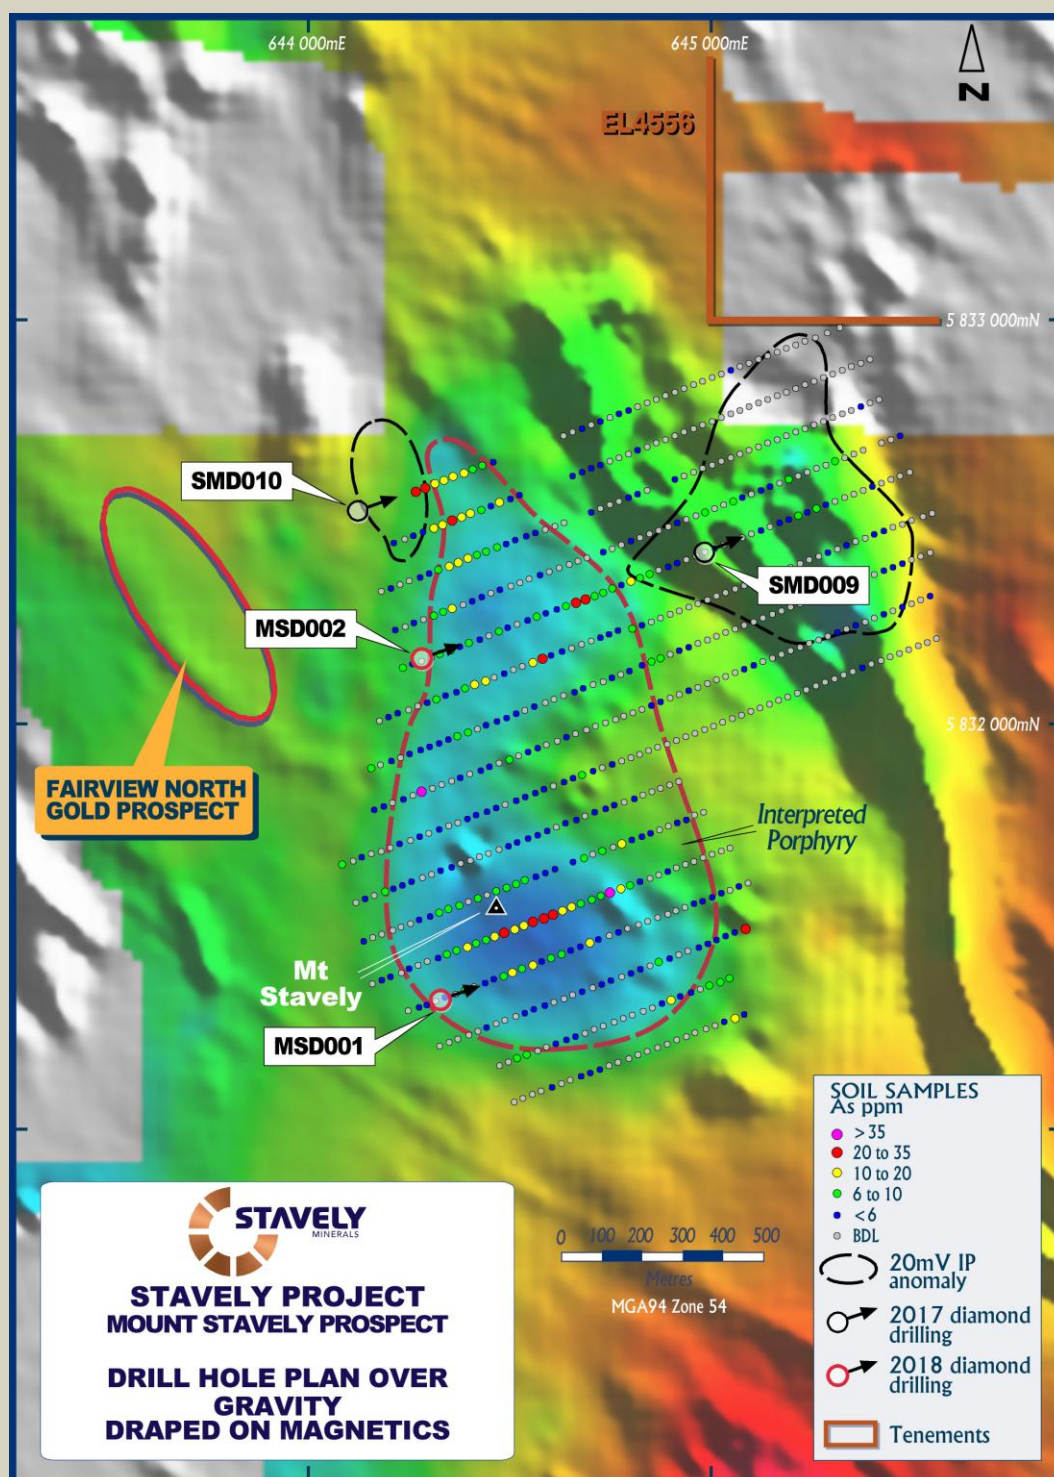 644 000mE
645 000mE
N
EL4556
5 833 000mN
SMD010
SMD009
MSD002
5 832 000mN
FAIRVIEW NORTH
GOLD PROSPECT
Interpreted
Porphyry
Mt
Stavely
MSD001
SOIL SAMPLES
As ppm
>35
20 to 35
10 to 20
6 to 10
<6
BDL
20mV IP
anomaly
2017 diamond
drilling
2018 diamond
drilling
Tenements
STAVELY
MINERALS
STAVELY PROJECT
MOUNT STAVELY PROSPECT
DRILL HOLE PLAN OVER
GRAVITY
DRAPED ON MAGNETICS
0 100 200 300 400 500
Metres
MGA94 Zone 54